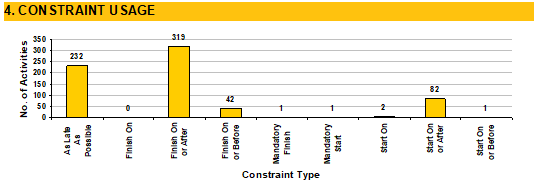 4. CONSTRAINT USAGE
No. of Activities
350
300
250
200
150
100
50
0
232
0
319
42
1
1
2
82
1
As Late
As
Possible
Finish On
Finish On
or After
Finish On
or Before
Mandatory
Finish
Mandatory
Start
Start On
Start On
or After
Start On
or Before
Constraint Type